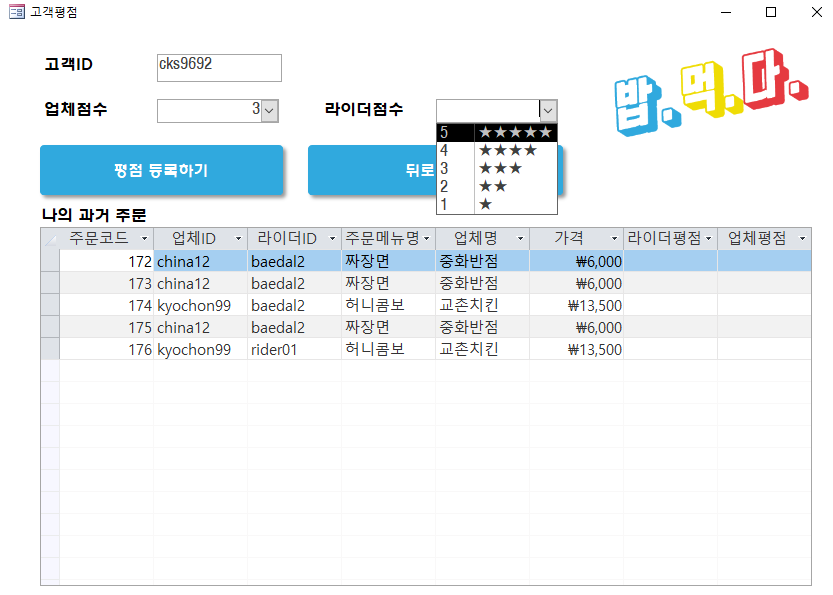 고객평점
고객ID cks9692
업체점수 3 라이더점수
5 ★★★★★
4 ★★★★
3 ★★★
2 ★★
1 ★
밥.먹.다.
평점 등록하기 뒤로
나의 과거 주문
주문코드 업체ID 라이더ID 주문메뉴명 업체명 가격 라이더평점 업체평점
172 china12 baedal2 짜장면 중화반점 ₩6,000
173 china12 baedal2 짜장면 중화반점 ₩6,000
174 kyochon99 baedal2 허니콤보 교존치킨 ₩13,500
175 china12 baedal2 짜장면 중화반점 ₩6,000
176 kyochon99 rider01 허니콤보 교존치킨 ₩13,500